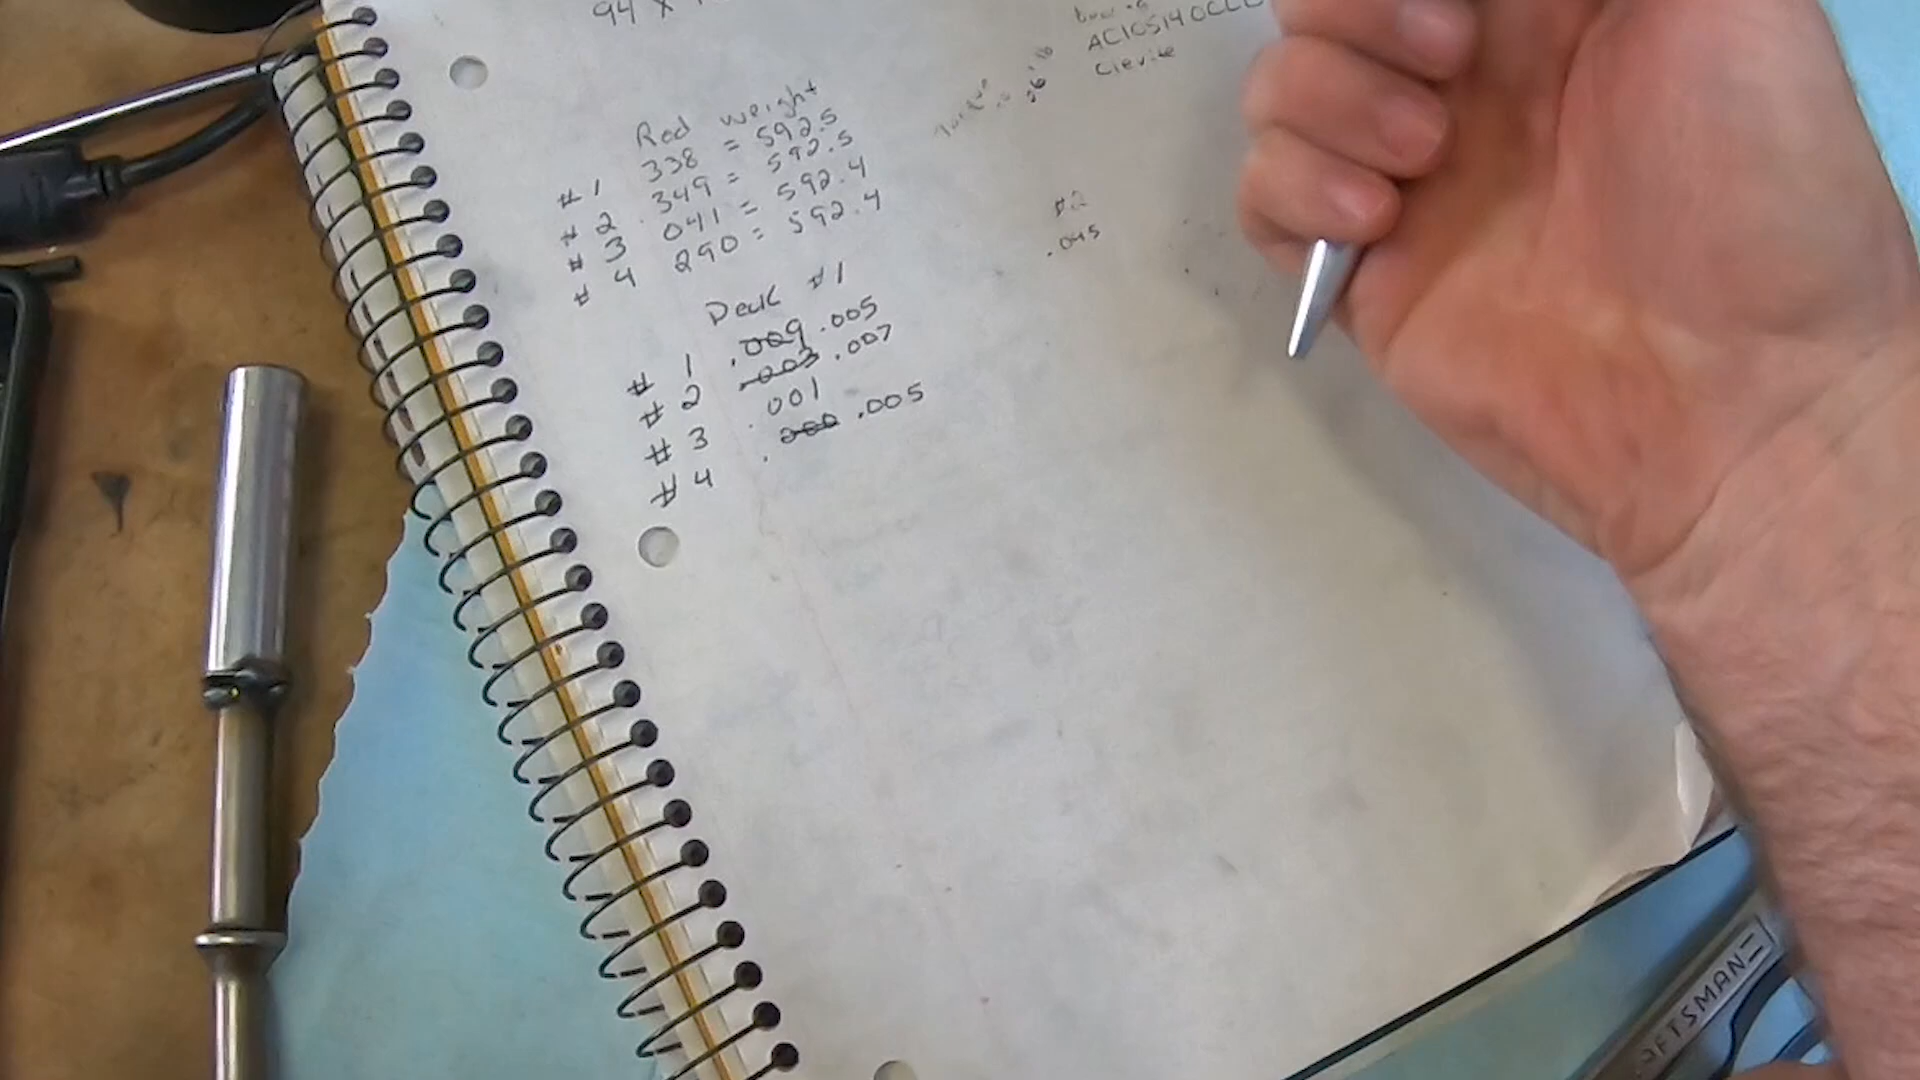 94 X
Rod weight
#1 338 = 592.5
#2 349 = 592.5
#3 041 = 592.4
#4 290 = 592.4
Deck #1
#1 .009 .005
#2 .003 .007
#3 .001
#4 .000 .005
Clevite
#2
.045
CRAFTSMAN